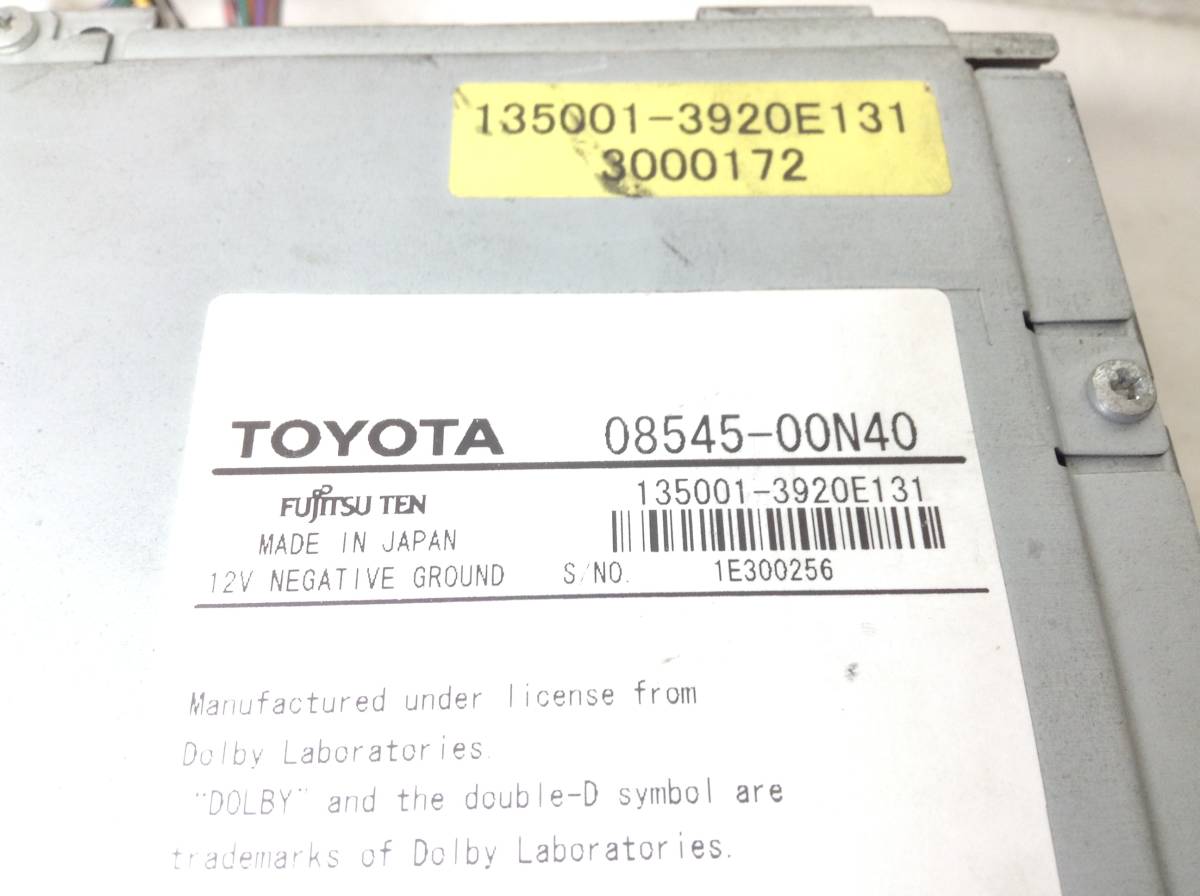 135001-3920E131
3000172
TOYOTA 08545-00N40
FUJITSU TEN 135001-3920E131
MADE IN JAPAN
12V NEGATIVE GROUND S/NO. 1E300256
Manufactured under license from
Dolby Laboratories.
"DOLBY" and the double-D symbol are
trademarks of Dolby Laboratories.